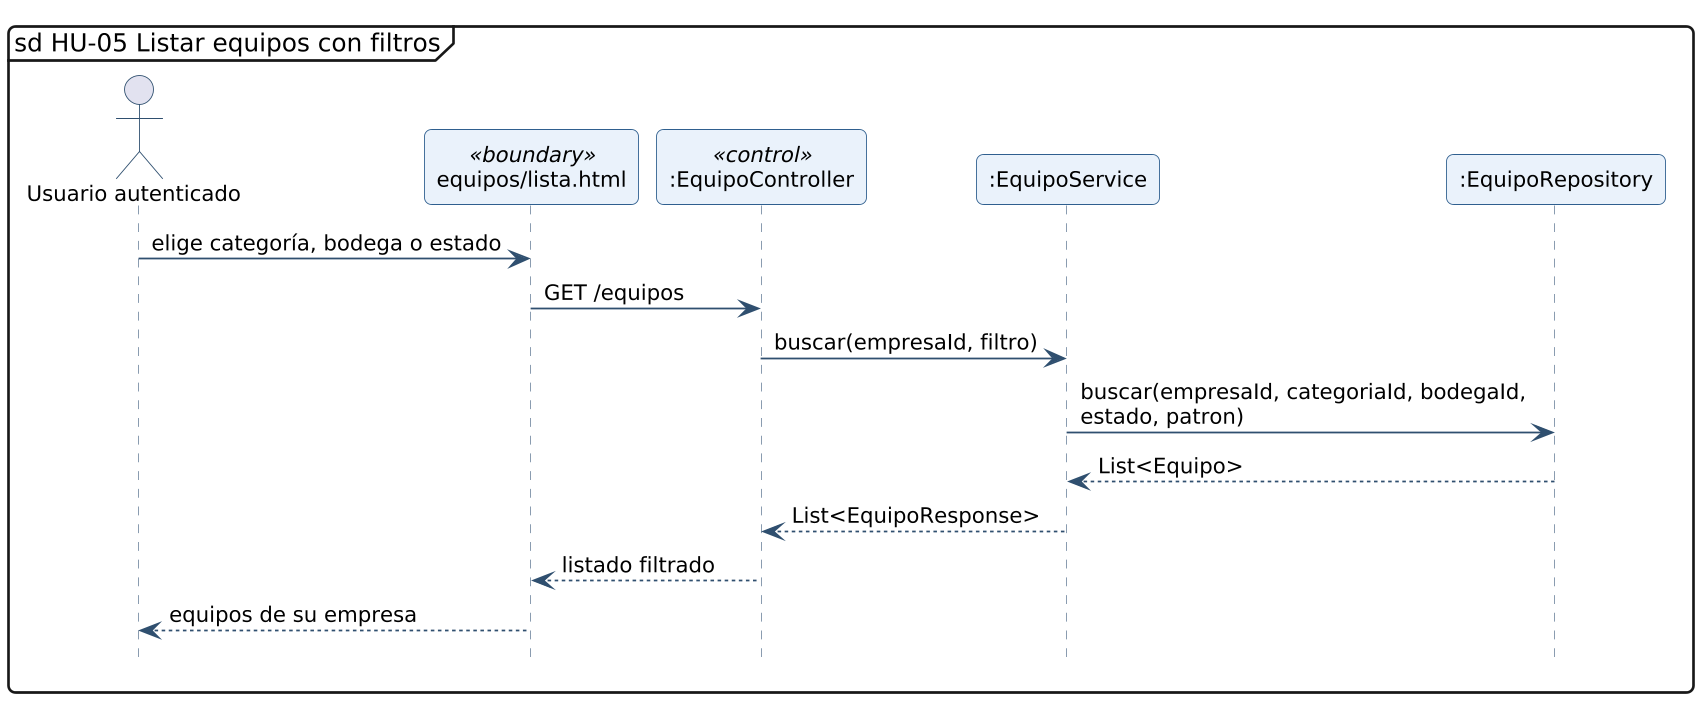 sd HU-05 Listar equipos con filtros
Usuario autenticado
«boundary»
equipos/lista.html
«control»
:EquipoController
:EquipoService
:EquipoRepository
elige categoría, bodega o estado
GET /equipos
buscar(empresaId, filtro)
buscar(empresaId, categoriaId, bodegaId,
estado, patron)
List<Equipo>
List<EquipoResponse>
listado filtrado
equipos de su empresa